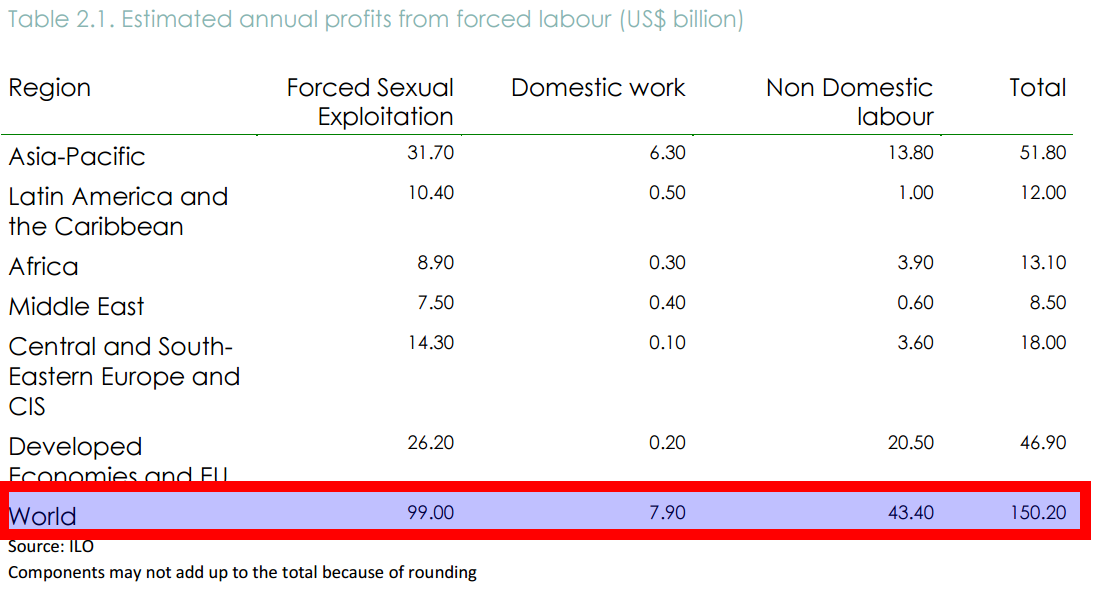 Table 2.1. Estimated annual profits from forced labour (US$ billion)
Region Forced Sexual Exploitation Domestic work Non Domestic labour Total
Asia-Pacific 31.70 6.30 13.80 51.80
Latin America and the Caribbean 10.40 0.50 1.00 12.00
Africa 8.90 0.30 3.90 13.10
Middle East 7.50 0.40 0.60 8.50
Central and South-Eastern Europe and CIS 14.30 0.10 3.60 18.00
Developed Economies and EU 26.20 0.20 20.50 46.90
World 99.00 7.90 43.40 150.20
Source: ILO
Components may not add up to the total because of rounding